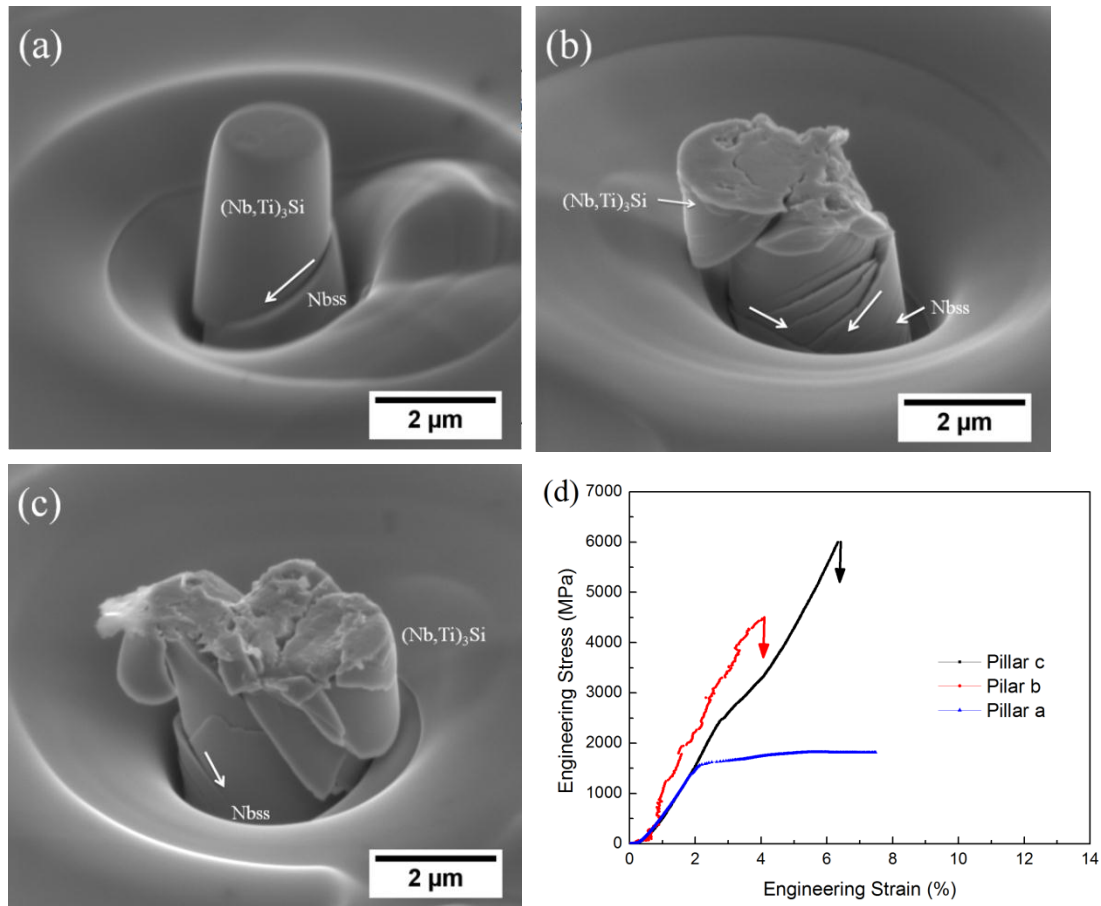 (a)
(Nb,Ti)₃Si
Nbss
2 µm
(b)
(Nb,Ti)₃Si
Nbss
2 µm
(c)
(Nb,Ti)₃Si
Nbss
2 µm
(d)
Engineering Stress (MPa)
7000
6000
5000
4000
3000
2000
1000
0
Pillar c
Pilar b
Pillar a
0 2 4 6 8 10 12 14
Engineering Strain (%)